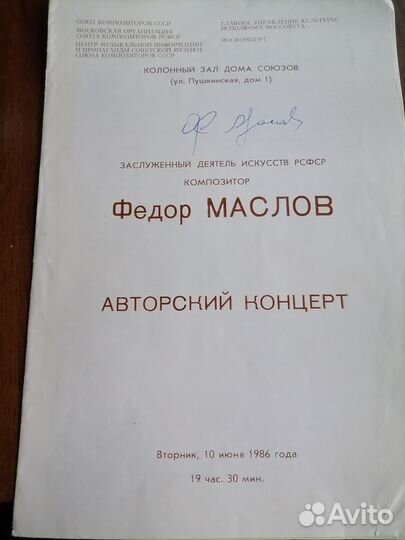 СОЮЗ КОМПОЗИТОРОВ СССР
МОСКОВСКАЯ ОРГАНИЗАЦИЯ
СОЮЗА КОМПОЗИТОРОВ РСФСР
ЦЕНТР МУЗЫКАЛЬНОЙ ИНФОРМАЦИИ
И ПРОПАГАНДЫ СОВЕТСКОЙ МУЗЫКИ
СОЮЗА КОМПОЗИТОРОВ СССР
ГЛАВНОЕ УПРАВЛЕНИЕ КУЛЬТУРЫ
ИСПОЛКОМА МОССОВЕТА
МОСКОНЦЕРТ
КОЛОННЫЙ ЗАЛ ДОМА СОЮЗОВ
(ул. Пушкинская, дом 1)
ЗАСЛУЖЕННЫЙ ДЕЯТЕЛЬ ИСКУССТВ РСФСР
КОМПОЗИТОР
Федор МАСЛОВ
АВТОРСКИЙ КОНЦЕРТ
Вторник, 10 июня 1986 года
19 час. 30 мин.
Avito